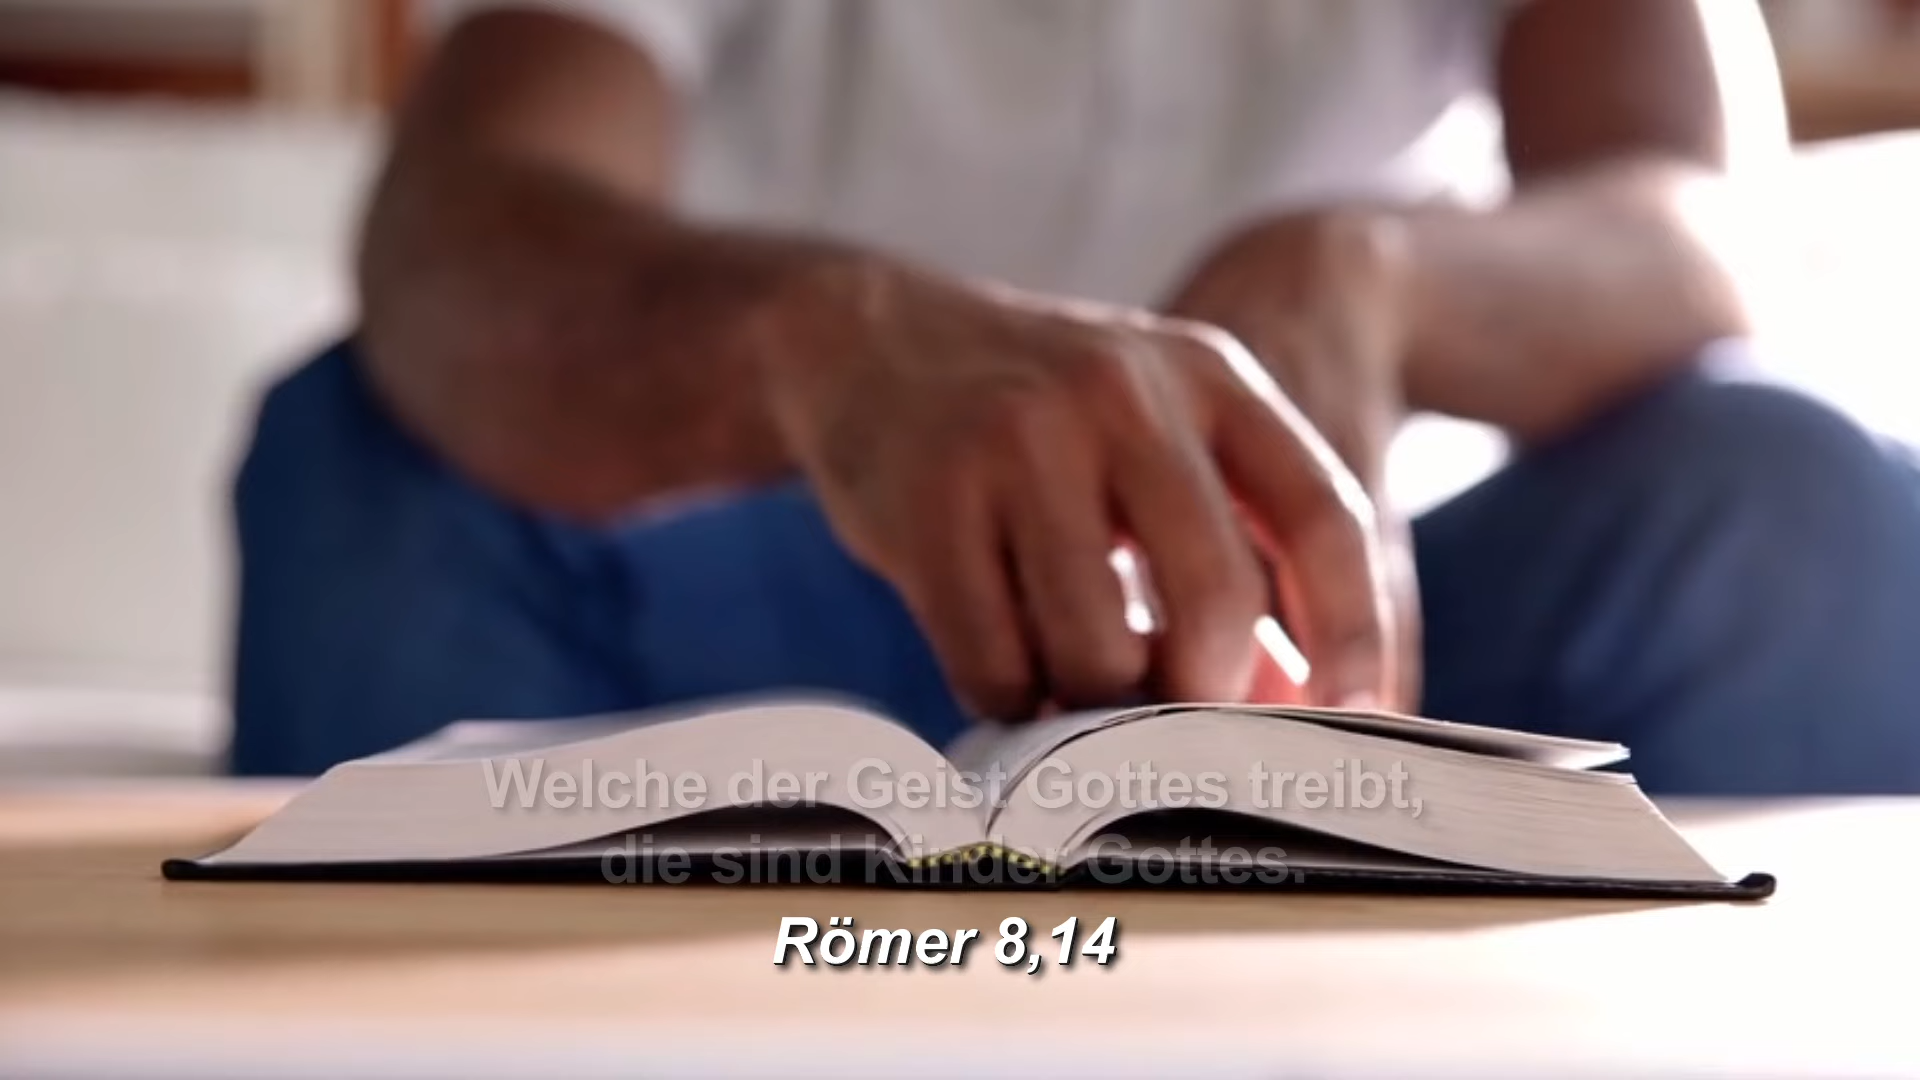 Welche der Geist Gottes treibt,
die sind Kinder Gottes.
Römer 8,14